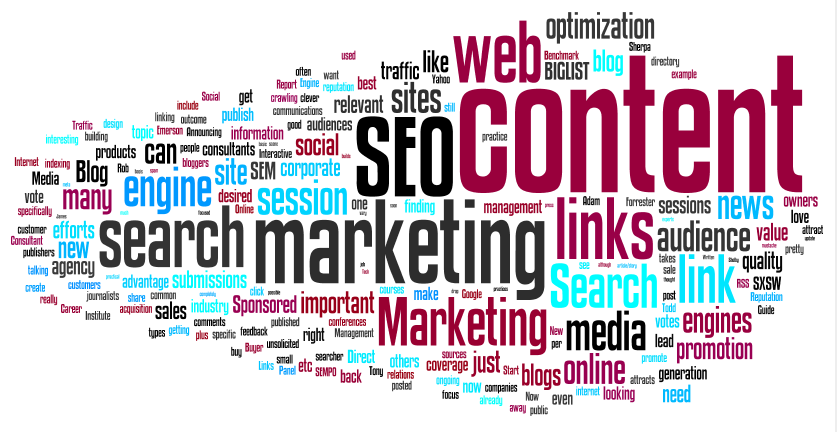 optimization
Sherpa
web
Benchmark
used
like
directory
traffic
Yahoo
BIGLIST
blog
example
often
want
Report
Engine
reputation
best
content
Social
get
crawling
clever
relevant
sites
still
include
communications
linking
outcome
publish
good
audiences
SEO
practice
Traffic
design
topic
Emerson
Announcing
information
interesting
building
can
people
consultants
Interactive
social
products
Internet
indexing
Rob
bloggers
site
SEM
corporate
Media
Blog
engine
vote
many
desired
session
one
finding
management
Adam
forrester
sessions
news
owners
specifically
Online
links
love
customer
efforts
search
marketing
audience
value
attract
Consultant
new
update
publishers
pretty
talking
agency
takes
quality
see
although
Search
sale
link
create
customers
advantage
submissions
click
courses
make
Google
RSS
SXSW
really
journalists
share
common
industry
Sponsored
important
post
Reputation
Career
acquisition
sales
Marketing
Todd
Guide
Institute
comments
published
conferences
New
media
votes
engines
types
getting
plus
specific
feedback
right
Management
per
lead
promotion
buy
Buyer
unsolicited
searcher
Direct
others
sources
coverage
just
promote
Links
small
Panel
etc
SEMPO
back
Tony
relations
posted
Start
blogs
online
attracts
generation
ongoing
now
companies
internet
looking
need
focus
already
Now
even
away
public